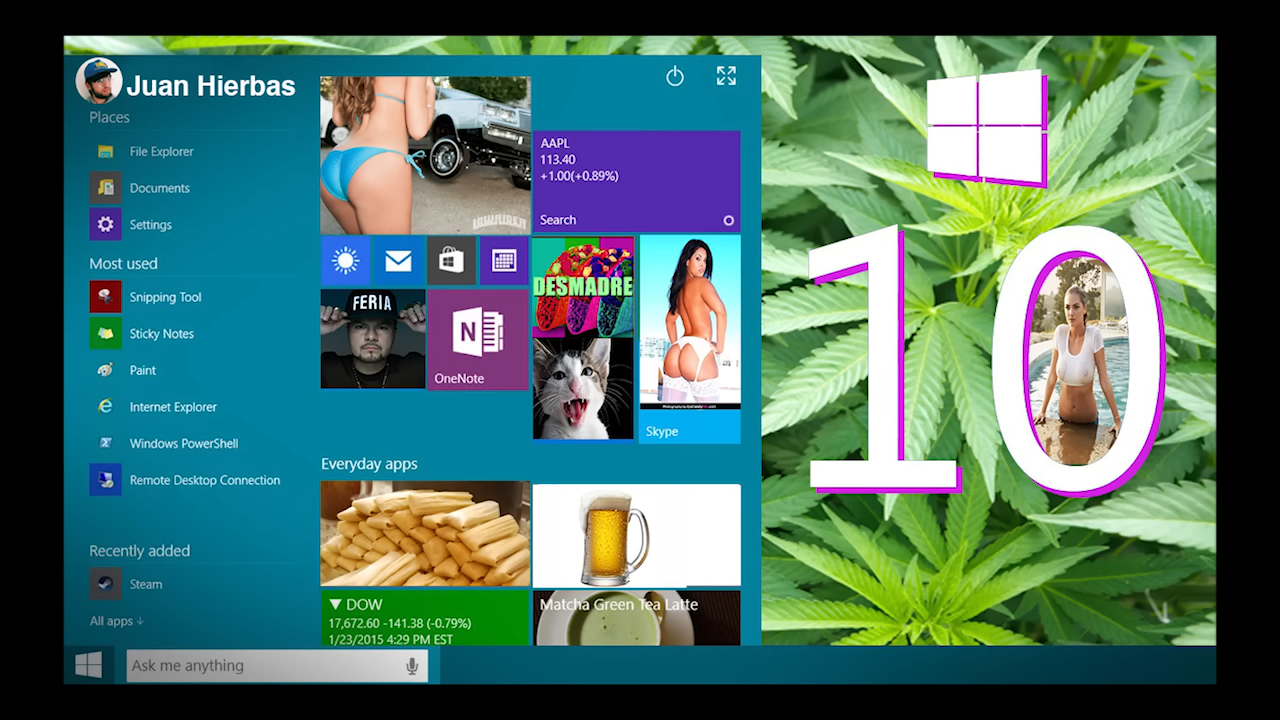 Juan Hierbas
Places
File Explorer
Documents
Settings
Most used
Snipping Tool
Sticky Notes
Paint
Internet Explorer
Windows PowerShell
Remote Desktop Connection
Recently added
Steam
All apps
Ask me anything
LOWRIDER
AAPL
113.40
+1.00(+0.89%)
Search
FERIA
N
OneNote
DESMADRE
Skype
Everyday apps
▼ DOW
17,672.60 -141.38 (-0.79%)
1/23/2015 4:29 PM EST
Matcha Green Tea Latte
10